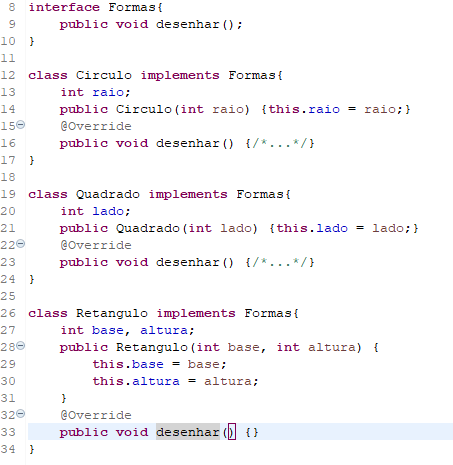 8 interface Formas{
9     public void desenhar();
10 }
11
12 class Circulo implements Formas{
13     int raio;
14     public Circulo(int raio) {this.raio = raio;}
15     @Override
16     public void desenhar() {/*...*/}
17 }
18
19 class Quadrado implements Formas{
20     int lado;
21     public Quadrado(int lado) {this.lado = lado;}
22     @Override
23     public void desenhar() {/*...*/}
24 }
25
26 class Retangulo implements Formas{
27     int base, altura;
28     public Retangulo(int base, int altura) {
29         this.base = base;
30         this.altura = altura;
31     }
32     @Override
33     public void desenhar() {}
34 }